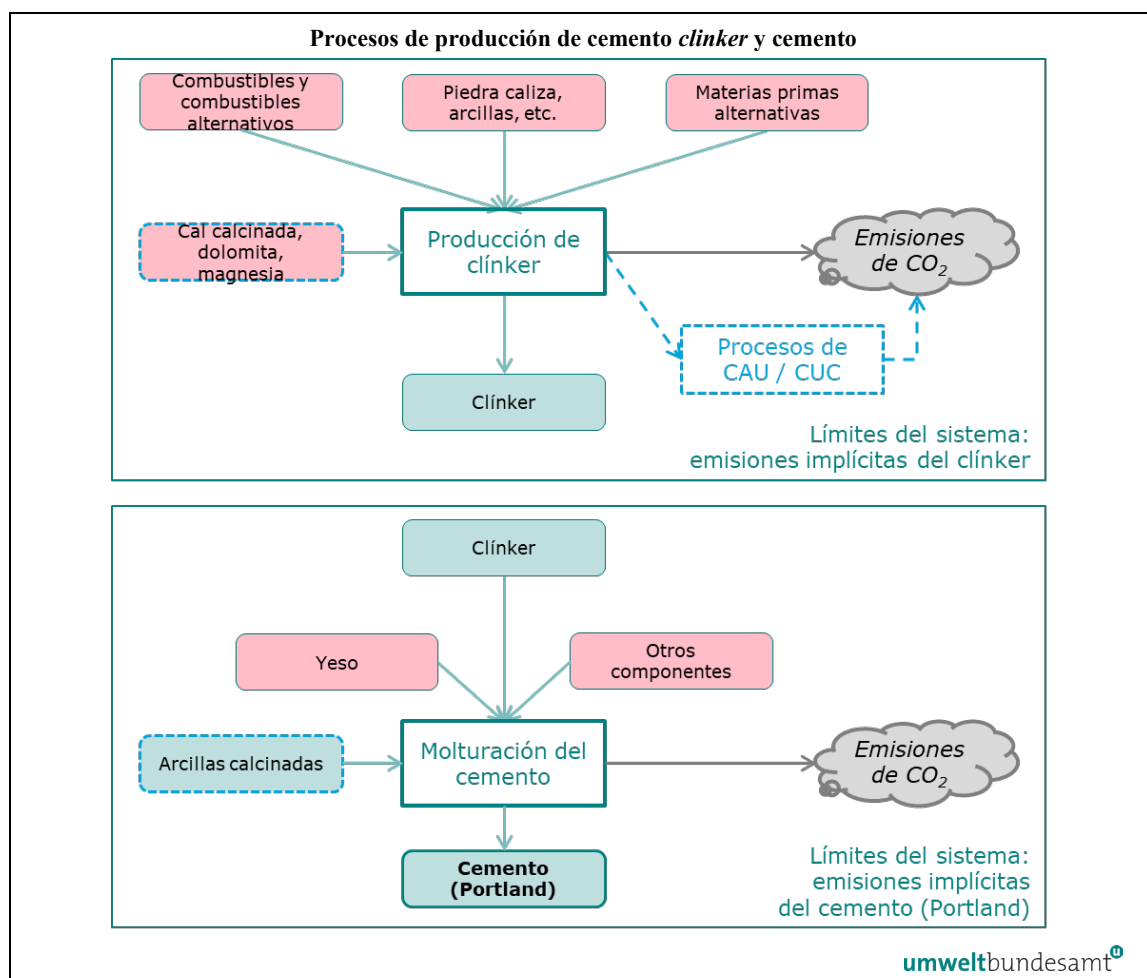 Procesos de producción de cemento clinker y cemento
Combustibles y
combustibles
alternativos
Piedra caliza,
arcillas, etc.
Materias primas
alternativas
Cal calcinada,
dolomita,
magnesia
Producción de
clínker
Emisiones
de CO2
Procesos de
CAU / CUC
Clínker
Límites del sistema:
emisiones implícitas del clínker
Clínker
Yeso
Otros
componentes
Arcillas calcinadas
Molturación del
cemento
Emisiones
de CO2
Cemento
(Portland)
Límites del sistema:
emisiones implícitas
del cemento (Portland)
umweltbundesamt
u